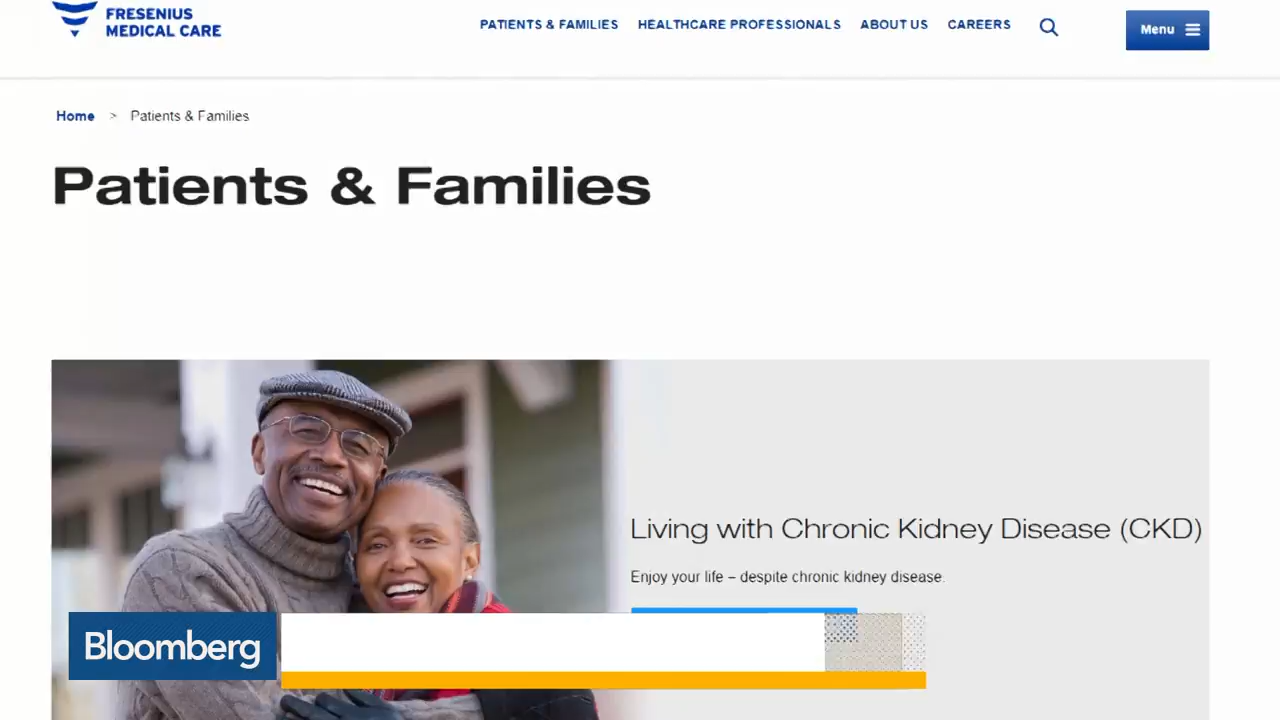 FRESENIUS
MEDICAL CARE
PATIENTS & FAMILIES
HEALTHCARE PROFESSIONALS
ABOUT US
CAREERS
Menu
Home > Patients & Families
Patients & Families
Living with Chronic Kidney Disease (CKD)
Enjoy your life – despite chronic kidney disease.
Bloomberg